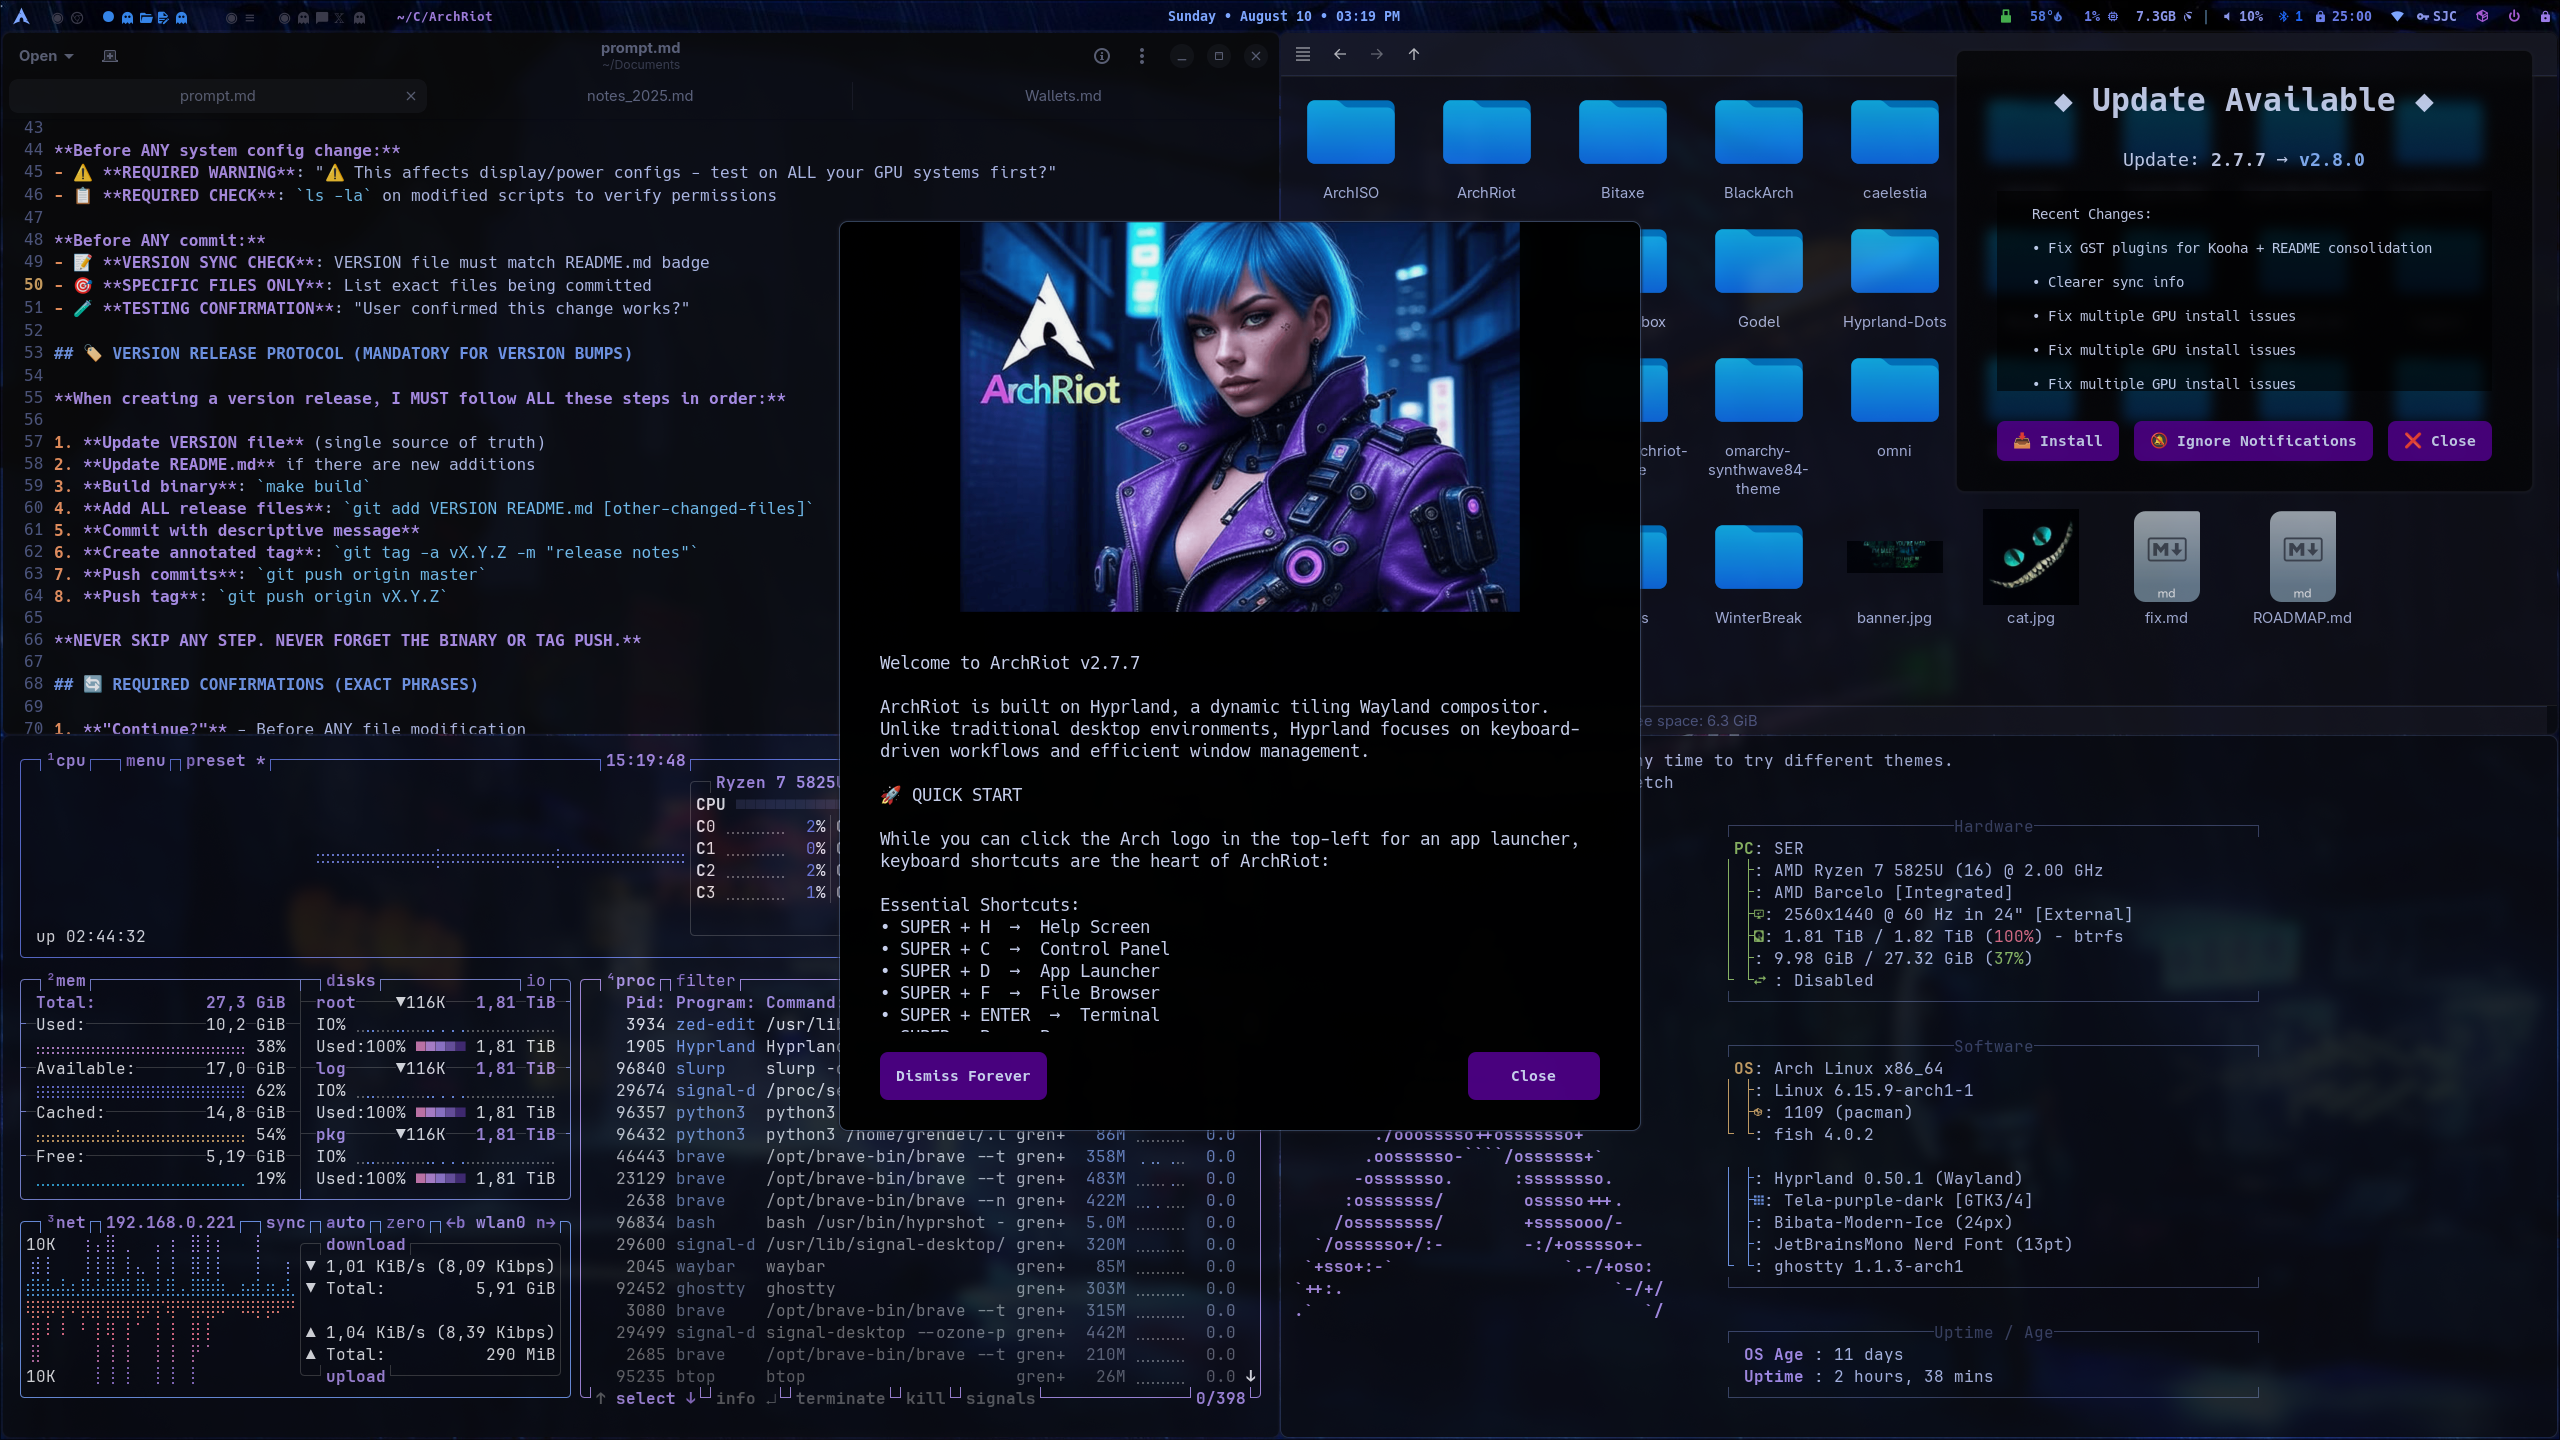 ~/C/ArchRiot
Sunday • August 10 • 03:19 PM
58°
1%
7.3GB
|
10%
1
25:00
SJC
Open
prompt.md
~/Documents
prompt.md
notes_2025.md
Wallets.md
43
44 **Before ANY system config change:**
45 - ⚠️ **REQUIRED WARNING**: "⚠️ This affects display/power configs - test on ALL your GPU systems first?"
46 - 📋 **REQUIRED CHECK**: `ls -la` on modified scripts to verify permissions
47
48 **Before ANY commit:**
49 - 📝 **VERSION SYNC CHECK**: VERSION file must match README.md badge
50 - 🎯 **SPECIFIC FILES ONLY**: List exact files being committed
51 - 🧪 **TESTING CONFIRMATION**: "User confirmed this change works?"
52
53 ## 🏷️ VERSION RELEASE PROTOCOL (MANDATORY FOR VERSION BUMPS)
54
55 **When creating a version release, I MUST follow ALL these steps in order:**
56
57 1. **Update VERSION file** (single source of truth)
58 2. **Update README.md** if there are new additions
59 3. **Build binary**: `make build`
60 4. **Add ALL release files**: `git add VERSION README.md [other-changed-files]`
61 5. **Commit with descriptive message**
62 6. **Create annotated tag**: `git tag -a vX.Y.Z -m "release notes"`
63 7. **Push commits**: `git push origin master`
64 8. **Push tag**: `git push origin vX.Y.Z`
65
66 **NEVER SKIP ANY STEP. NEVER FORGET THE BINARY OR TAG PUSH.**
67
68 ## 🔄 REQUIRED CONFIRMATIONS (EXACT PHRASES)
69
70 1. **"Continue?"** - Before ANY file modification
ArchISO
ArchRiot
Bitaxe
BlackArch
caelestia
box
Godel
Hyprland-Dots
chriot-
e
omarchy-
synthwave84-
theme
omni
s
WinterBreak
banner.jpg
cat.jpg
md
fix.md
md
ROADMAP.md
ee space: 6.3 GiB
◆ Update Available ◆
Update: 2.7.7 → v2.8.0
Recent Changes:
• Fix GST plugins for Kooha + README consolidation
• Clearer sync info
• Fix multiple GPU install issues
• Fix multiple GPU install issues
• Fix multiple GPU install issues
📥 Install
🔕 Ignore Notifications
❌ Close
ArchRiot
Welcome to ArchRiot v2.7.7
ArchRiot is built on Hyprland, a dynamic tiling Wayland compositor.
Unlike traditional desktop environments, Hyprland focuses on keyboard-
driven workflows and efficient window management.
🚀 QUICK START
While you can click the Arch logo in the top-left for an app launcher,
keyboard shortcuts are the heart of ArchRiot:
Essential Shortcuts:
• SUPER + H → Help Screen
• SUPER + C → Control Panel
• SUPER + D → App Launcher
• SUPER + F → File Browser
• SUPER + ENTER → Terminal
Dismiss Forever
Close
¹cpu menu preset * 15:19:48
Ryzen 7 5825U
CPU
C0 2%
C1 0%
C2 2%
C3 1%
up 02:44:32
²mem
Total: 27,3 GiB
Used: 10,2 GiB
38%
Available: 17,0 GiB
62%
Cached: 14,8 GiB
54%
Free: 5,19 GiB
19%
disks io
root ▼116K 1,81 TiB
IO%
Used:100% 1,81 TiB
log ▼116K 1,81 TiB
IO%
Used:100% 1,81 TiB
pkg ▼116K 1,81 TiB
IO%
Used:100% 1,81 TiB
³net 192.168.0.221 sync auto zero ←b wlan0 n→
10K
download
▼ 1,01 KiB/s (8,09 Kibps)
▼ Total: 5,91 GiB
▲ 1,04 KiB/s (8,39 Kibps)
▲ Total: 290 MiB
10K
upload
⁴proc filter
Pid: Program: Command:
3934 zed-edit /usr/lib
1905 Hyprland Hyprland
96840 slurp slurp -
29674 signal-d /proc/se
96357 python3 python3
96432 python3 python3 /home/grendel/.l gren+ 86M 0.0
46443 brave /opt/brave-bin/brave --t gren+ 358M 0.0
23129 brave /opt/brave-bin/brave --t gren+ 483M 0.0
2638 brave /opt/brave-bin/brave --n gren+ 422M 0.0
96834 bash bash /usr/bin/hyprshot - gren+ 5.0M 0.0
29600 signal-d /usr/lib/signal-desktop/ gren+ 320M 0.0
2045 waybar waybar gren+ 85M 0.0
92452 ghostty ghostty gren+ 303M 0.0
3080 brave /opt/brave-bin/brave --t gren+ 315M 0.0
29499 signal-d signal-desktop --ozone-p gren+ 442M 0.0
2685 brave /opt/brave-bin/brave --t gren+ 210M 0.0
95235 btop btop gren+ 26M 0.0 ↓
↑ select ↓ info ↵ terminate kill signals 0/398
ny time to try different themes.
etch
./ooosssso++osssssso+
.oossssso-````/ossssss+`
-osssssso. :ssssssso.
:osssssss/ osssso+++.
/ossssssss/ +ssssooo/-
`/ossssso+/:- -:/+osssso+-
`+sso+:-` `.-/+oso:
`++:. `-/+/
.` `/
Hardware
PC: SER
: AMD Ryzen 7 5825U (16) @ 2.00 GHz
: AMD Barcelo [Integrated]
: 2560x1440 @ 60 Hz in 24" [External]
: 1.81 TiB / 1.82 TiB (100%) - btrfs
: 9.98 GiB / 27.32 GiB (37%)
: Disabled
Software
OS: Arch Linux x86_64
: Linux 6.15.9-arch1-1
: 1109 (pacman)
: fish 4.0.2
: Hyprland 0.50.1 (Wayland)
: Tela-purple-dark [GTK3/4]
: Bibata-Modern-Ice (24px)
: JetBrainsMono Nerd Font (13pt)
: ghostty 1.1.3-arch1
Uptime / Age
OS Age : 11 days
Uptime : 2 hours, 38 mins